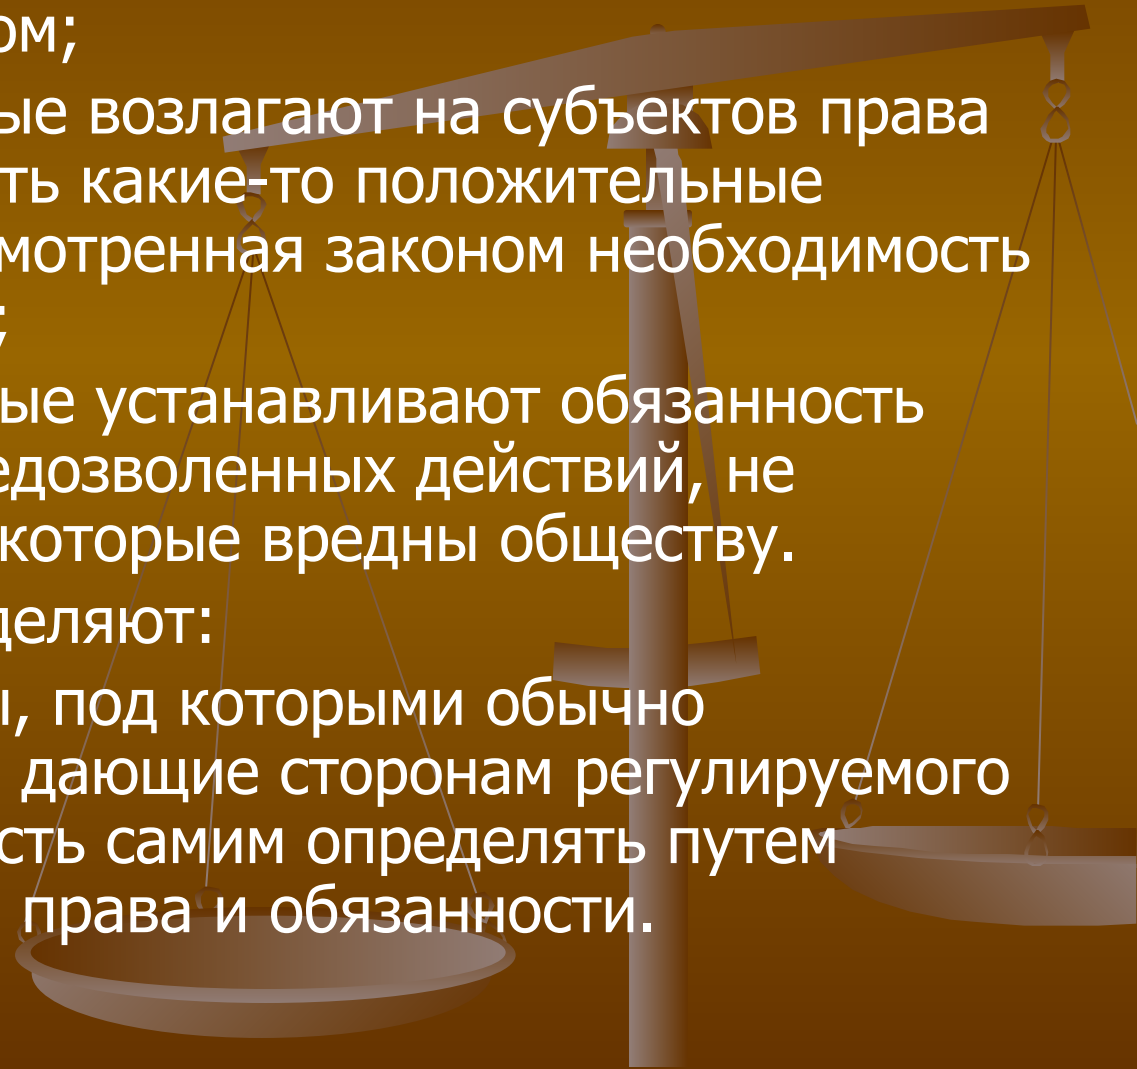 ом;
ые возлагают на субъектов права
ть какие-то положительные
мотренная законом необходимость
;
ые устанавливают обязанность
едозволенных действий, не
которые вредны обществу.
деляют:
ы, под которыми обычно
дающие сторонам регулируемого
сть самим определять путем
права и обязанности.